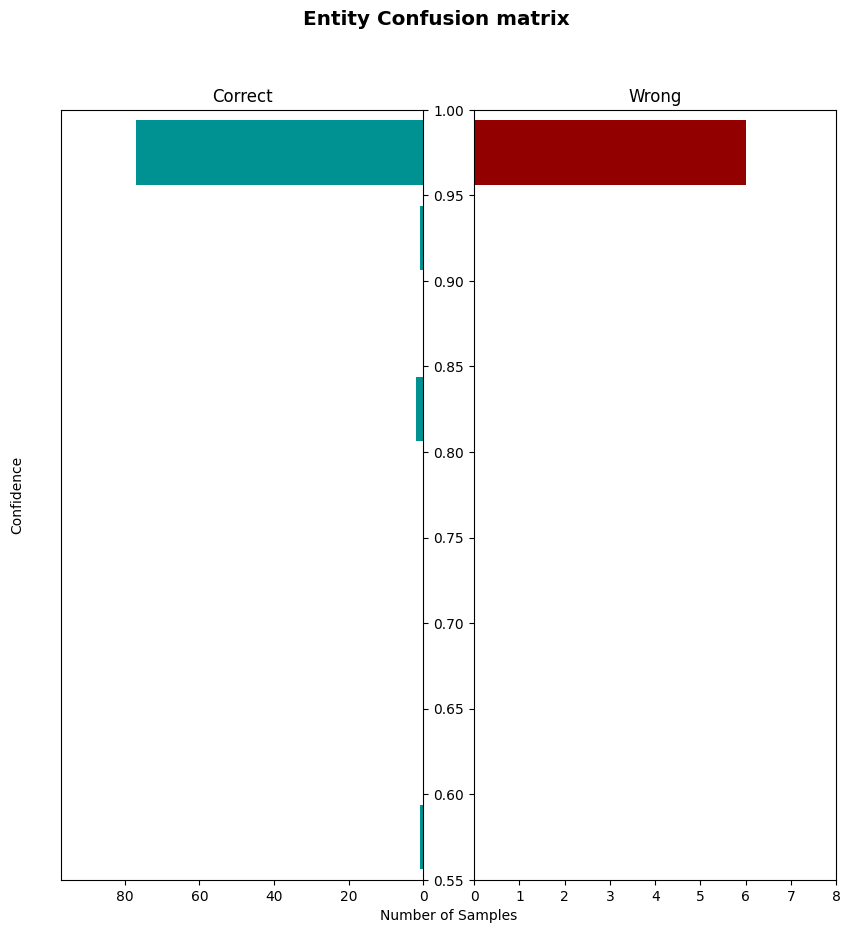 Entity Confusion matrix
Correct
Wrong
1.00
0.95
0.90
0.85
0.80
0.75
0.70
0.65
0.60
0.55
Confidence
80 60 40 20 0
0 1 2 3 4 5 6 7 8
Number of Samples